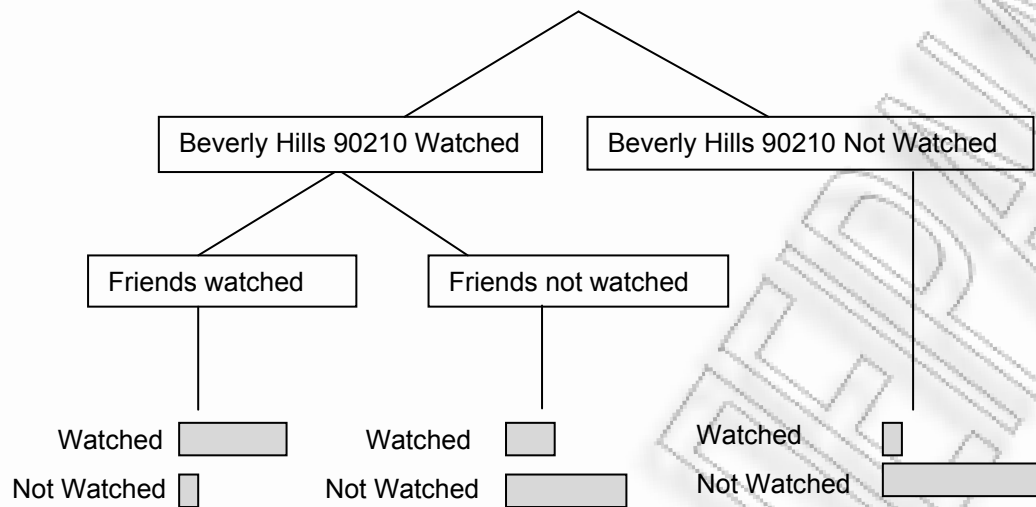 Beverly Hills 90210 Watched
Beverly Hills 90210 Not Watched
Friends watched
Friends not watched
Watched
Not Watched
Watched
Not Watched
Watched
Not Watched